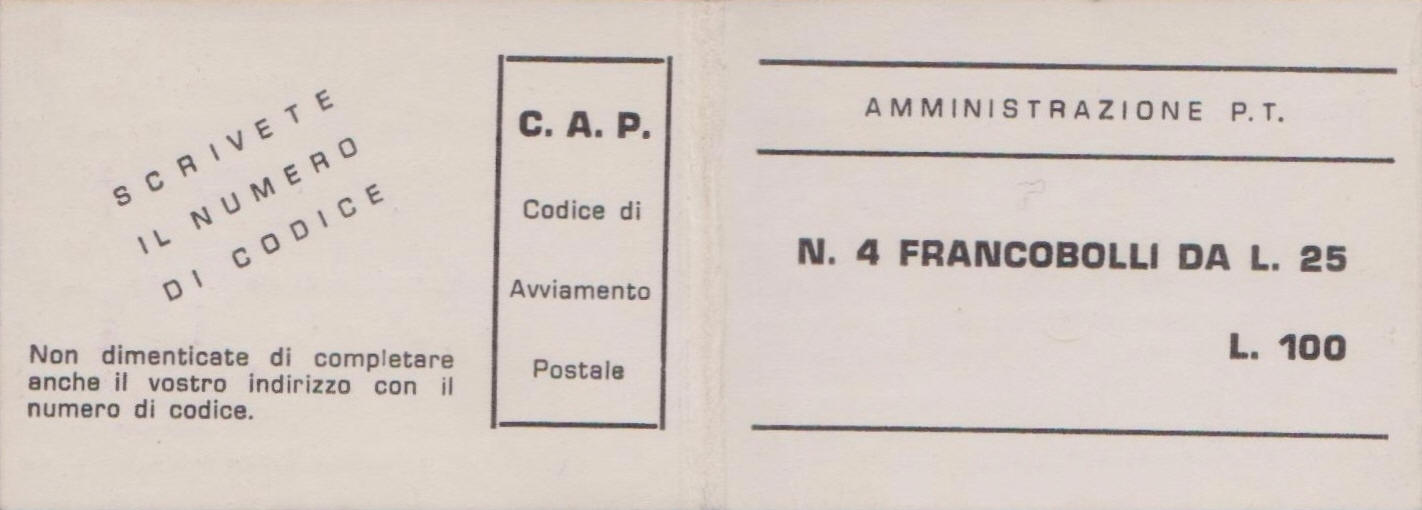 SCRIVETE
IL NUMERO
DI CODICE
Non dimenticate di completare
anche il vostro indirizzo con il
numero di codice.
C. A. P.
Codice di
Avviamento
Postale
AMMINISTRAZIONE P. T.
N. 4 FRANCOBOLLI DA L. 25
L. 100